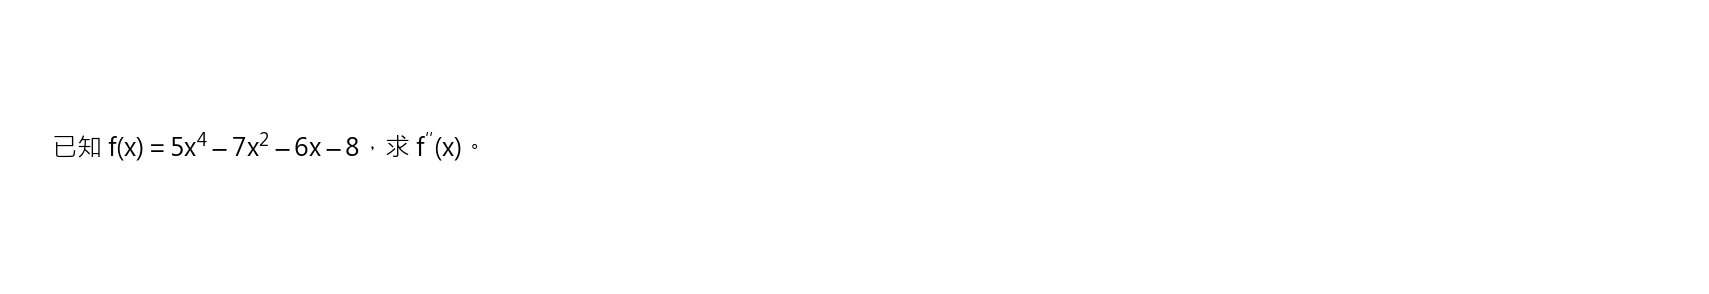 已知 f(x) = 5x⁴ – 7x² – 6x – 8，求 f′′(x)。